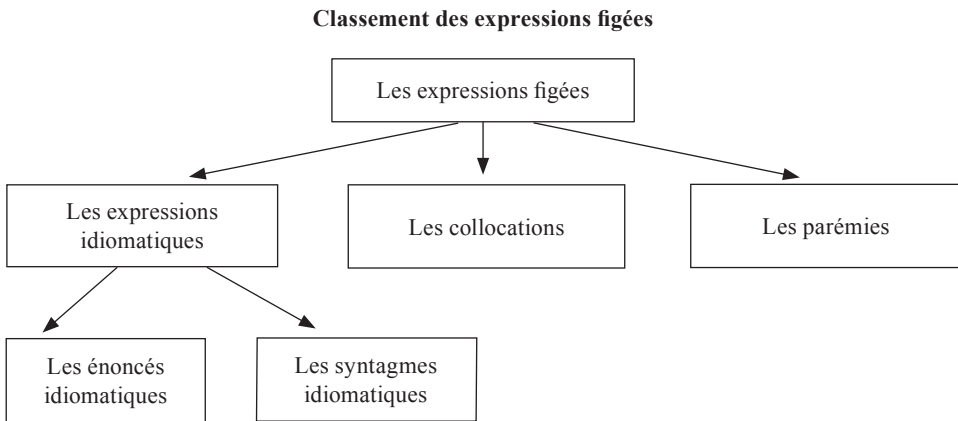 Classement des expressions figées
Les expressions figées
Les expressions
idiomatiques
Les collocations
Les parémies
Les énoncés
idiomatiques
Les syntagmes
idiomatiques